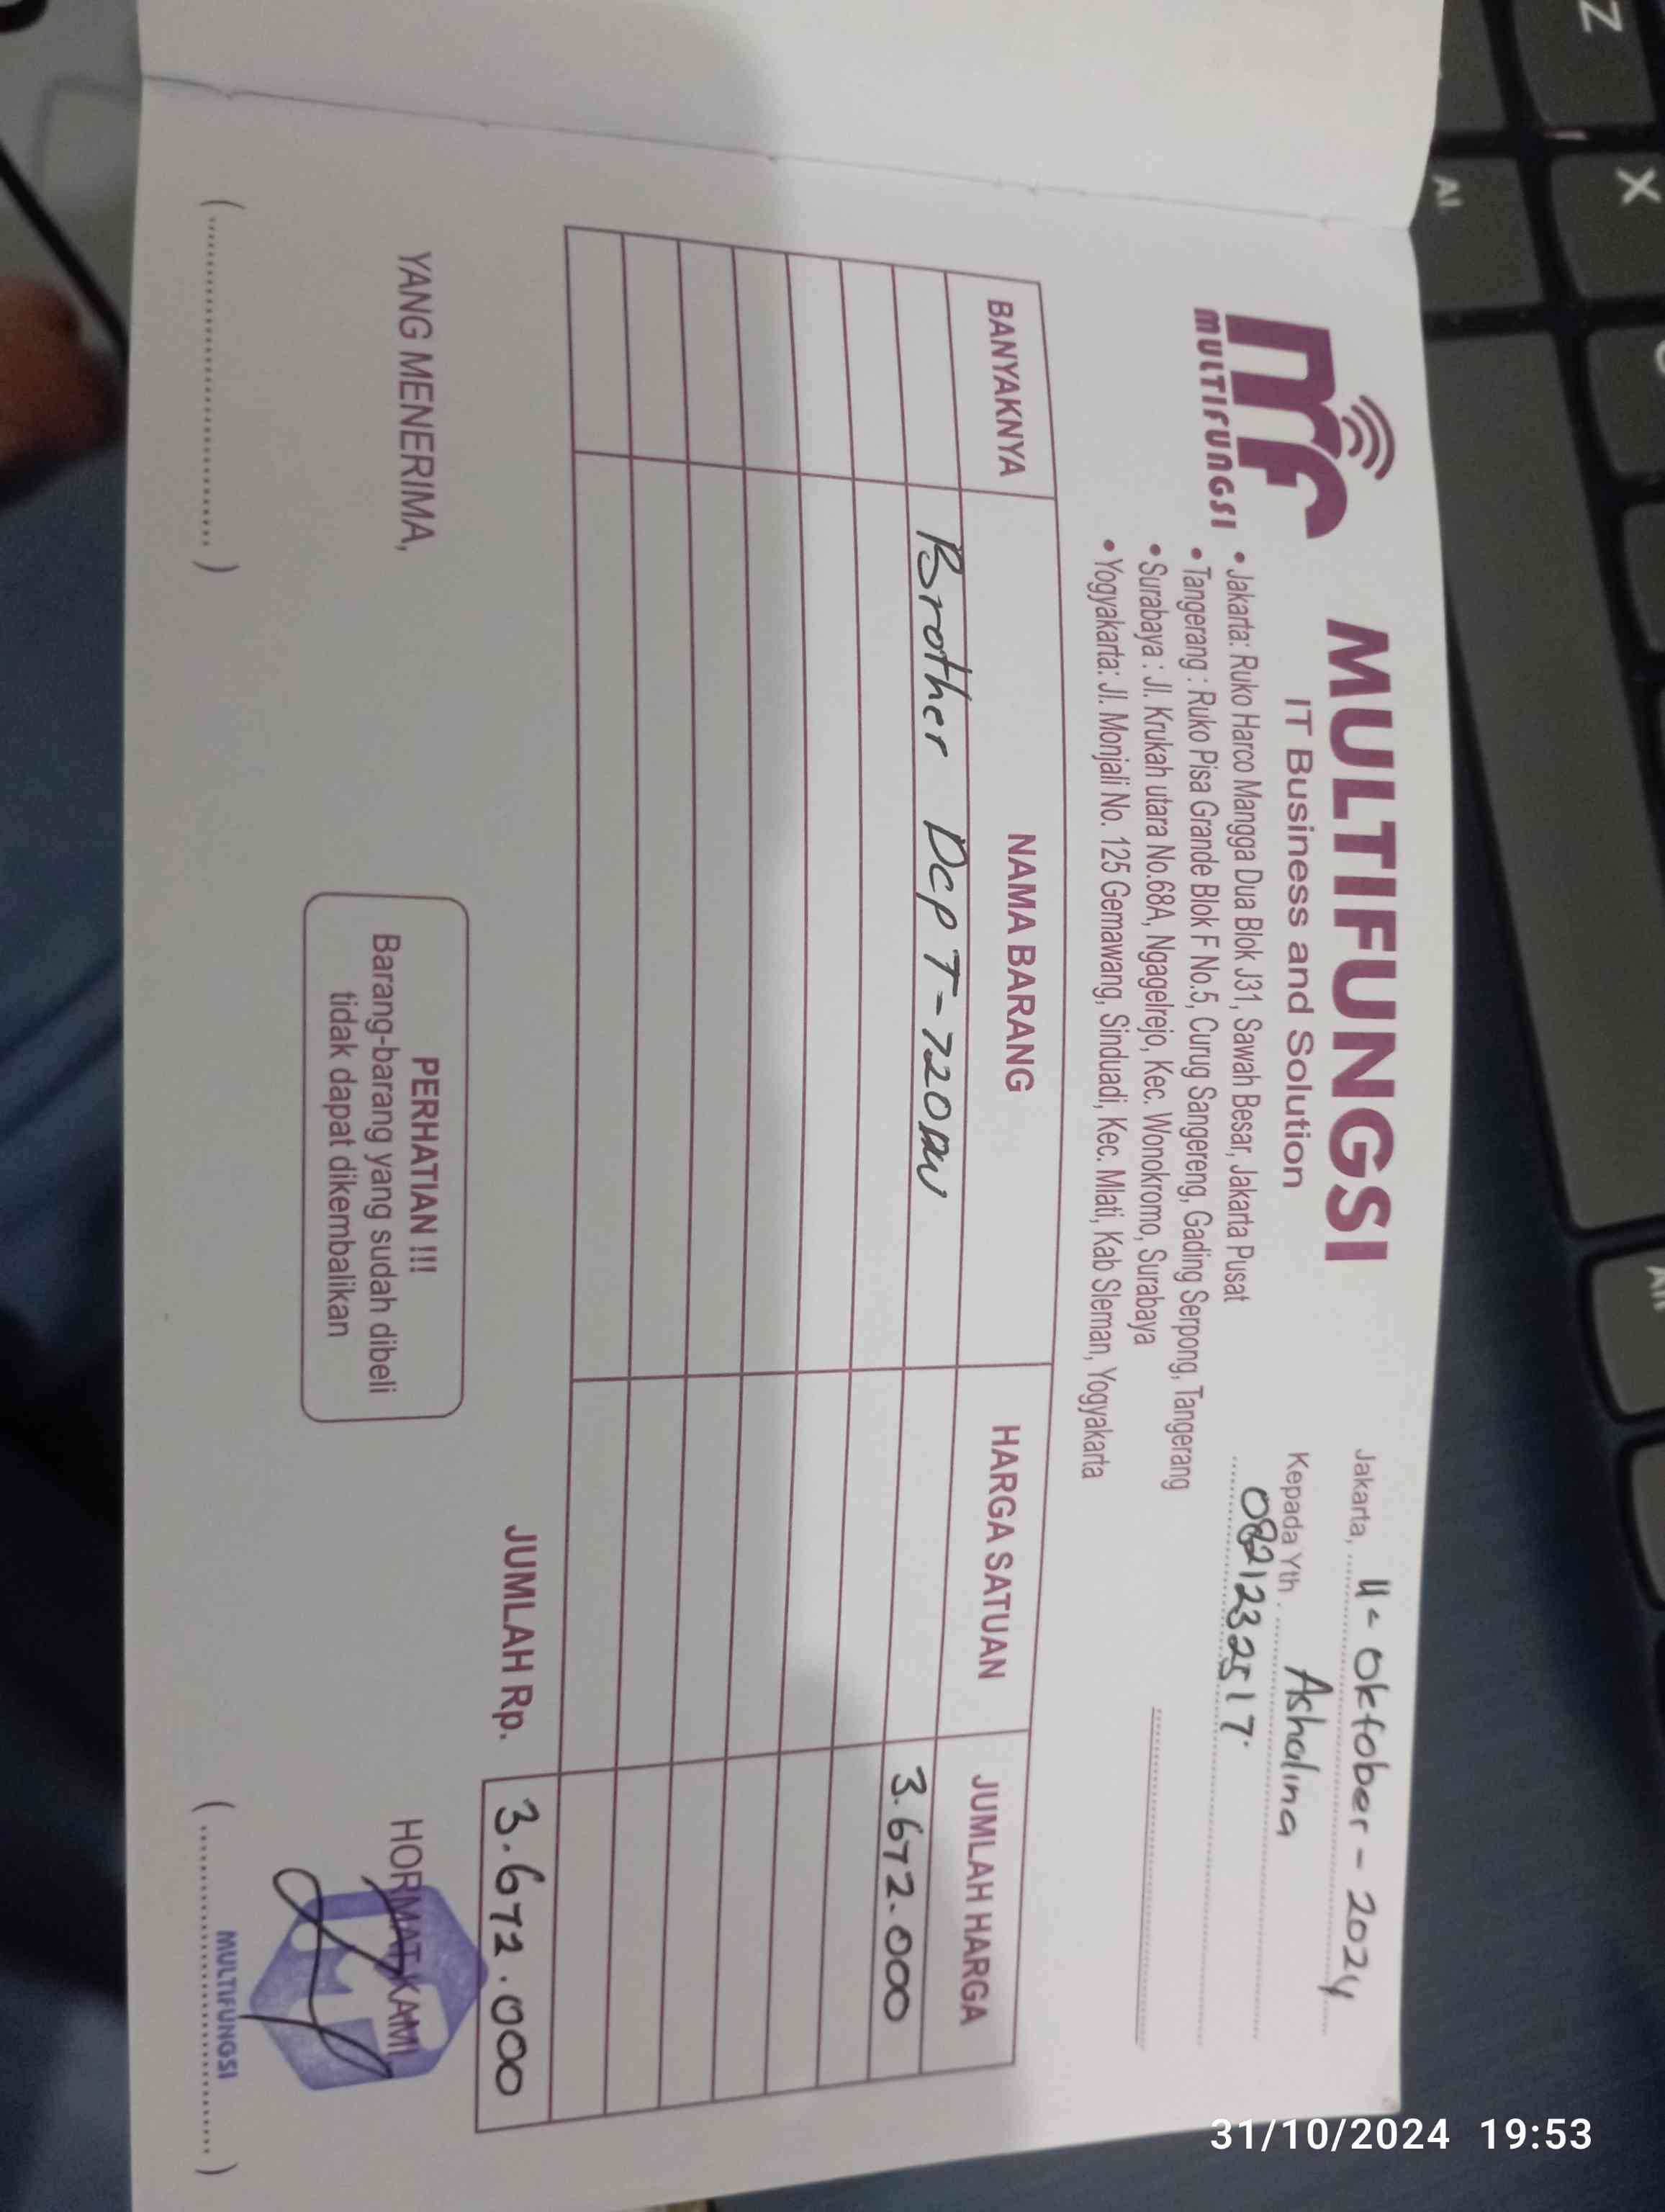 MULTIFUNGSI
MULTIFUNGSI
IT Business and Solution
• Jakarta: Ruko Harco Mangga Dua Blok J31, Sawah Besar, Jakarta Pusat
• Tangerang : Ruko Pisa Grande Blok F No.5, Curug Sangereng, Gading Serpong, Tangerang
• Surabaya : Jl. Krukah utara No.68A, Ngagelrejo, Kec. Wonokromo, Surabaya
• Yogyakarta: Jl. Monjali No. 125 Gemawang, Sinduadi, Kec. Mlati, Kab Sleman, Yogyakarta
Jakarta, 11 - Oktober - 2024
Kepada Yth. Ashalina
08212332517.
BANYAKNYA NAMA BARANG HARGA SATUAN JUMLAH HARGA
Brother Dcp T-720DW 3.672.000
JUMLAH Rp. 3.672.000
YANG MENERIMA,
PERHATIAN !!!
Barang-barang yang sudah dibeli
tidak dapat dikembalikan
HORMAT KAMI
MULTIFUNGSI
Z
X
31/10/2024 19:53